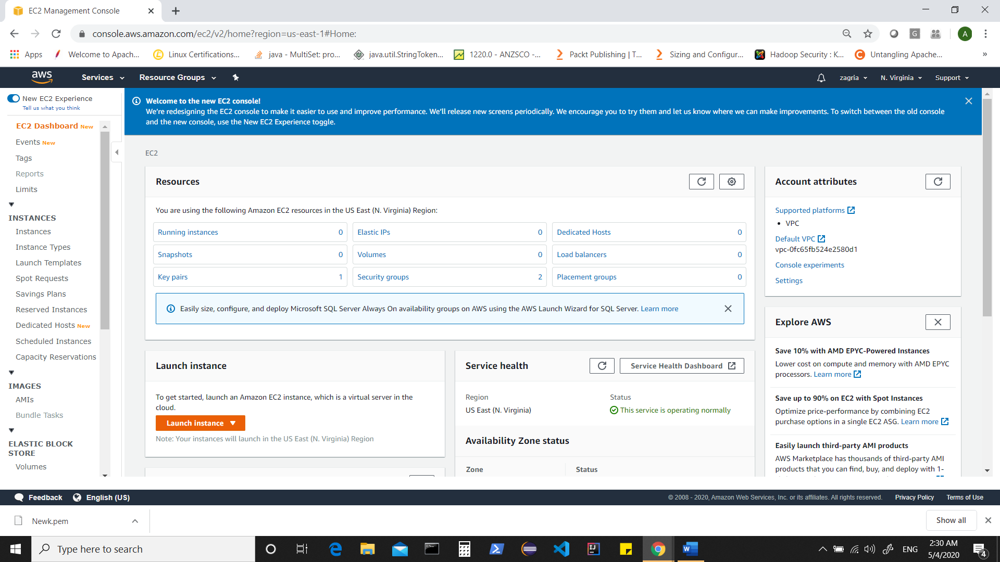 EC2 Management Console
console.aws.amazon.com/ec2/v2/home?region=us-east-1#Home:
G
A
Apps
Welcome to Apach...
Linux Certifications...
java - MultiSet: pro...
java.util.StringToken...
1220.0 - ANZSCO -...
Packt Publishing | T...
Sizing and Configur...
Hadoop Security : K...
Untangling Apache...
»
aws
Services
Resource Groups
zagria
N. Virginia
Support
New EC2 Experience
Tell us what you think
EC2 Dashboard New
Events New
Tags
Reports
Limits
INSTANCES
Instances
Instance Types
Launch Templates
Spot Requests
Savings Plans
Reserved Instances
Dedicated Hosts New
Scheduled Instances
Capacity Reservations
IMAGES
AMIs
Bundle Tasks
ELASTIC BLOCK
STORE
Volumes
Welcome to the new EC2 console!
We're redesigning the EC2 console to make it easier to use and improve performance. We'll release new screens periodically. We encourage you to try them and let us know where we can make improvements. To switch between the old console
and the new console, use the New EC2 Experience toggle.
EC2
Resources
You are using the following Amazon EC2 resources in the US East (N. Virginia) Region:
Running instances 0
Elastic IPs 0
Dedicated Hosts 0
Snapshots 0
Volumes 0
Load balancers 0
Key pairs 1
Security groups 2
Placement groups 0
Easily size, configure, and deploy Microsoft SQL Server Always On availability groups on AWS using the AWS Launch Wizard for SQL Server. Learn more
Launch instance
To get started, launch an Amazon EC2 instance, which is a virtual server in the
cloud.
Launch instance
Note: Your instances will launch in the US East (N. Virginia) Region
Service health
Service Health Dashboard
Region
Status
US East (N. Virginia)
This service is operating normally
Availability Zone status
Zone
Status
Account attributes
Supported platforms
• VPC
Default VPC
vpc-0fc65fb524e2580d1
Console experiments
Settings
Explore AWS
Save 10% with AMD EPYC-Powered Instances
Lower cost on compute and memory with AMD EPYC
processors. Learn more
Save up to 90% on EC2 with Spot Instances
Optimize price-performance by combining EC2
purchase options in a single EC2 ASG. Learn more
Easily launch third-party AMI products
AWS Marketplace has thousands of third-party AMI
products that you can find, buy, and deploy with 1-
Feedback
English (US)
© 2008 - 2020, Amazon Web Services, Inc. or its affiliates. All rights reserved.
Privacy Policy
Terms of Use
Newk.pem
Show all
Type here to search
ENG
2:30 AM
5/4/2020
4